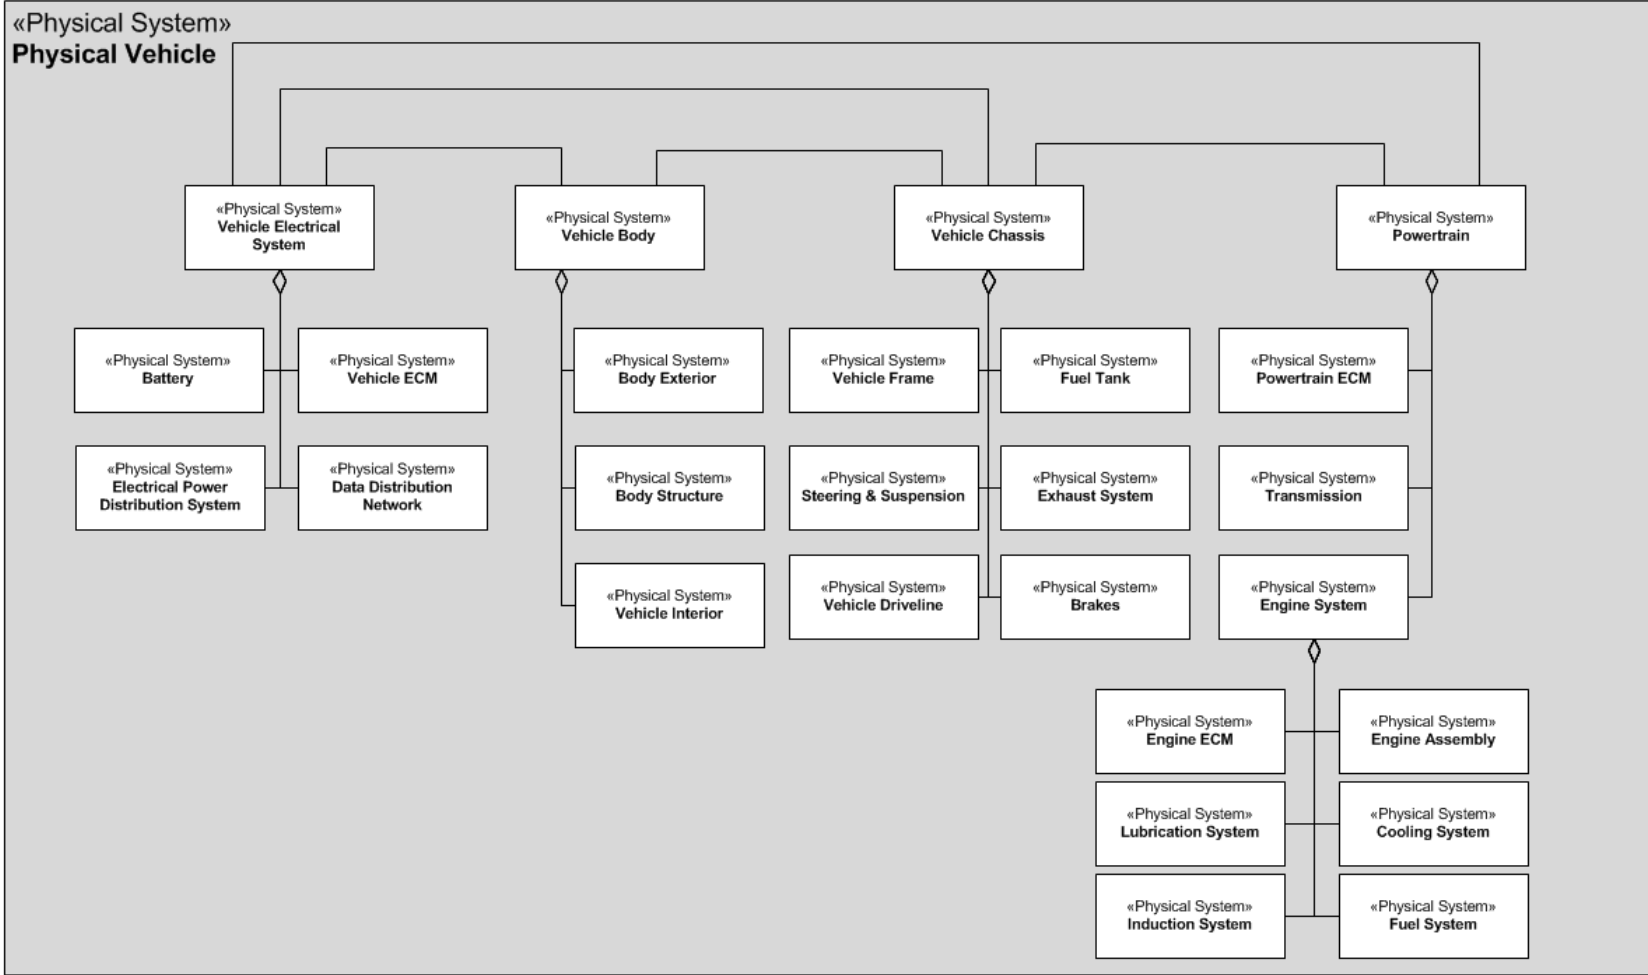 «Physical System»
Physical Vehicle
«Physical System»
Vehicle Electrical
System
«Physical System»
Vehicle Body
«Physical System»
Vehicle Chassis
«Physical System»
Powertrain
«Physical System»
Battery
«Physical System»
Vehicle ECM
«Physical System»
Body Exterior
«Physical System»
Vehicle Frame
«Physical System»
Fuel Tank
«Physical System»
Powertrain ECM
«Physical System»
Electrical Power
Distribution System
«Physical System»
Data Distribution
Network
«Physical System»
Body Structure
«Physical System»
Steering & Suspension
«Physical System»
Exhaust System
«Physical System»
Transmission
«Physical System»
Vehicle Interior
«Physical System»
Vehicle Driveline
«Physical System»
Brakes
«Physical System»
Engine System
«Physical System»
Engine ECM
«Physical System»
Engine Assembly
«Physical System»
Lubrication System
«Physical System»
Cooling System
«Physical System»
Induction System
«Physical System»
Fuel System